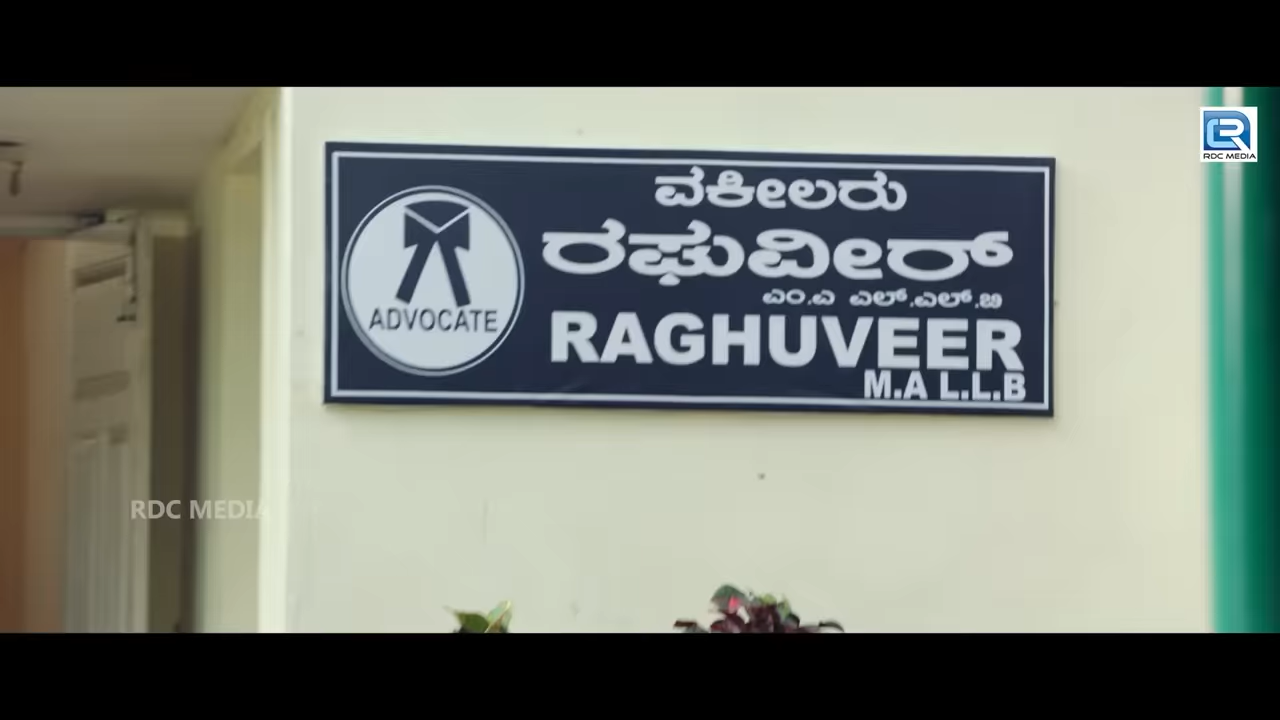 RDC MEDIA
ವಕೀಲರು
ರಘುವೀರ್
ಎಂ.ಎ ಎಲ್.ಎಲ್.ಬಿ
ADVOCATE
RAGHUVEER
M.A L.L.B
RDC MEDIA